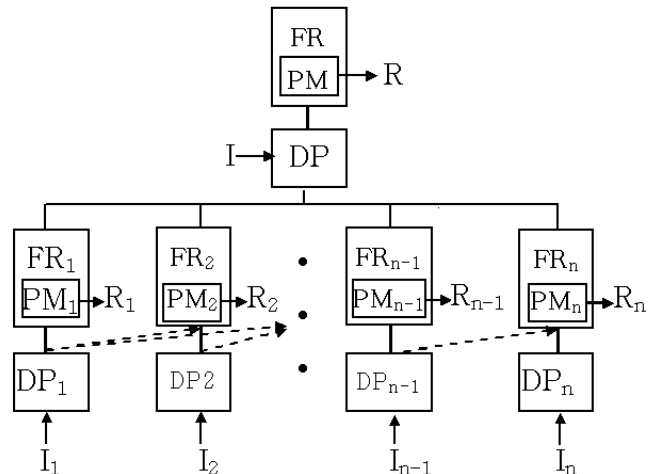 FR
PM R
I DP
FR₁ FR₂ FRₙ₋₁ FRₙ
PM₁ R₁ PM₂ R₂ PMₙ₋₁ Rₙ₋₁ PMₙ Rₙ
DP₁ DP2 DPₙ₋₁ DPₙ
I₁ I₂ Iₙ₋₁ Iₙ